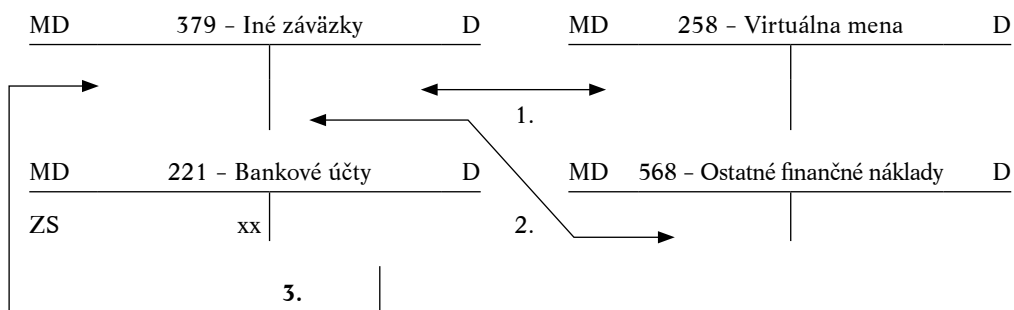 MD 379 – Iné záväzky D MD 258 – Virtuálna mena D
1.
MD 221 – Bankové účty D MD 568 – Ostatné finančné náklady D
ZS xx 2.
3.